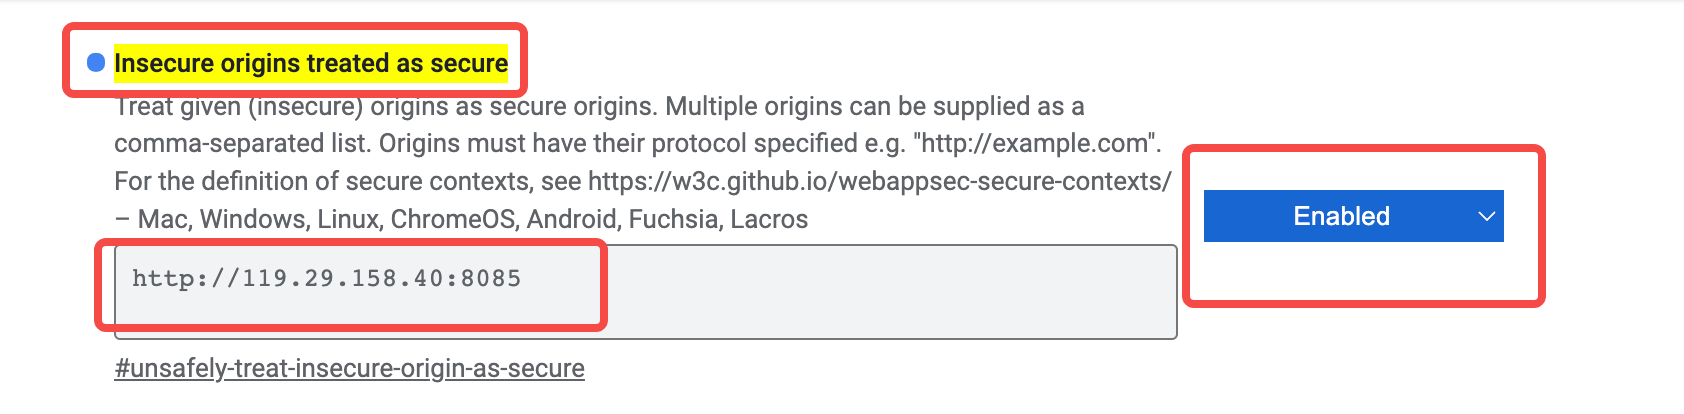 Insecure origins treated as secure
Treat given (insecure) origins as secure origins. Multiple origins can be supplied as a
comma-separated list. Origins must have their protocol specified e.g. "http://example.com".
For the definition of secure contexts, see https://w3c.github.io/webappsec-secure-contexts/
– Mac, Windows, Linux, ChromeOS, Android, Fuchsia, Lacros
Enabled
http://119.29.158.40:8085
#unsafely-treat-insecure-origin-as-secure